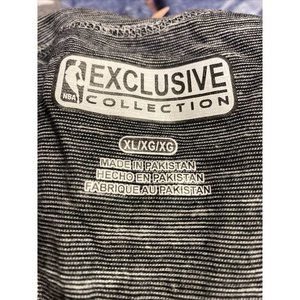 NBA
EXCLUSIVE
COLLECTION
XL/XG/XG
MADE IN PAKISTAN
HECHO EN PAKISTAN
FABRIQUE AU PAKISTAN